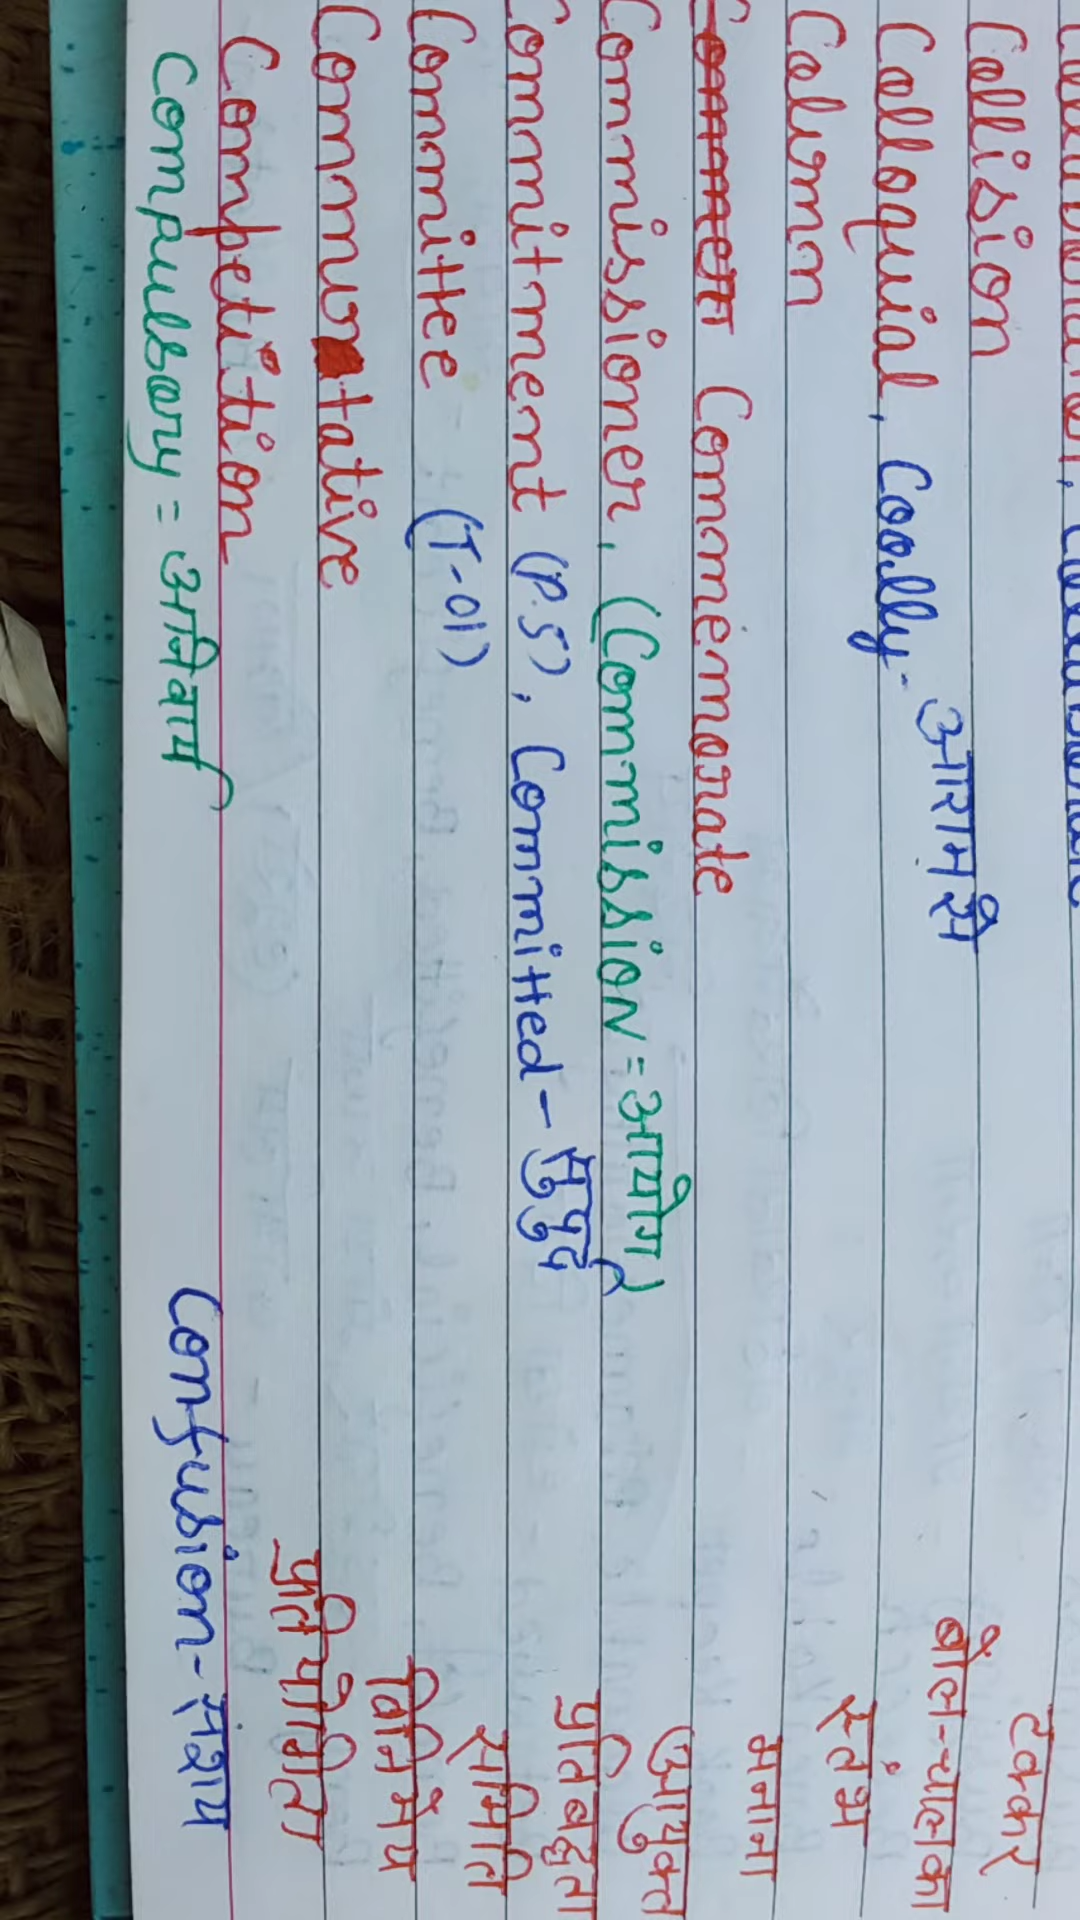 Collision टक्कर
Colloquial, Coolly - आराम से बोल-चाल का
Column स्तंभ
Commemorate मनाना
Commissioner, (Commission = आयोग) आयुक्त
Commitment (P.S), Committed - सुपुर्द प्रतिबद्धता
Committee (T-01) समिति
Commutative विनिमेय
Competition प्रतियोगिता
Compulsory = अनिवार्य Confusion - संशय